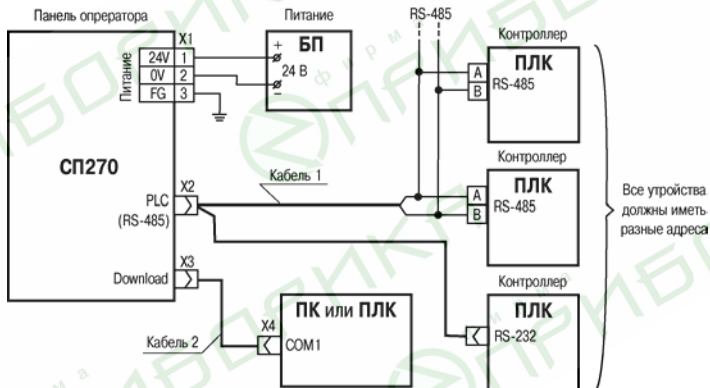 Панель опрератора
Питание
RS-485
X1
Питание
24V 1
0V 2
FG 3
+
БП
24 В
−
Контроллер
ПЛК
A
RS-485
B
СП270
X2
PLC
(RS-485)
Кабель 1
Контроллер
ПЛК
A
RS-485
B
Все утройства
должны иметь
разные адреса
X3
Download
Кабель 2
X4
ПК или ПЛК
COM1
Контроллер
ПЛК
RS-232